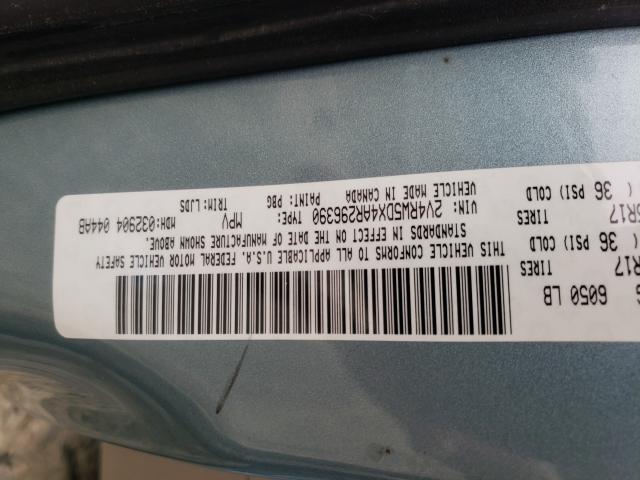 6050 LB
TIRES
R17
( 36 PSI) COLD
TIRES
R17
( 36 PSI) COLD
THIS VEHICLE CONFORMS TO ALL APPLICABLE U.S.A. FEDERAL MOTOR VEHICLE SAFETY
STANDARDS IN EFFECT ON THE DATE OF MANUFACTURE SHOWN ABOVE.
VIN: 2V4RW5DX4AR296390 TYPE: MPV MDH:032904 044AB
VEHICLE MADE IN CANADA PAINT: PBG TRIM: LJDS